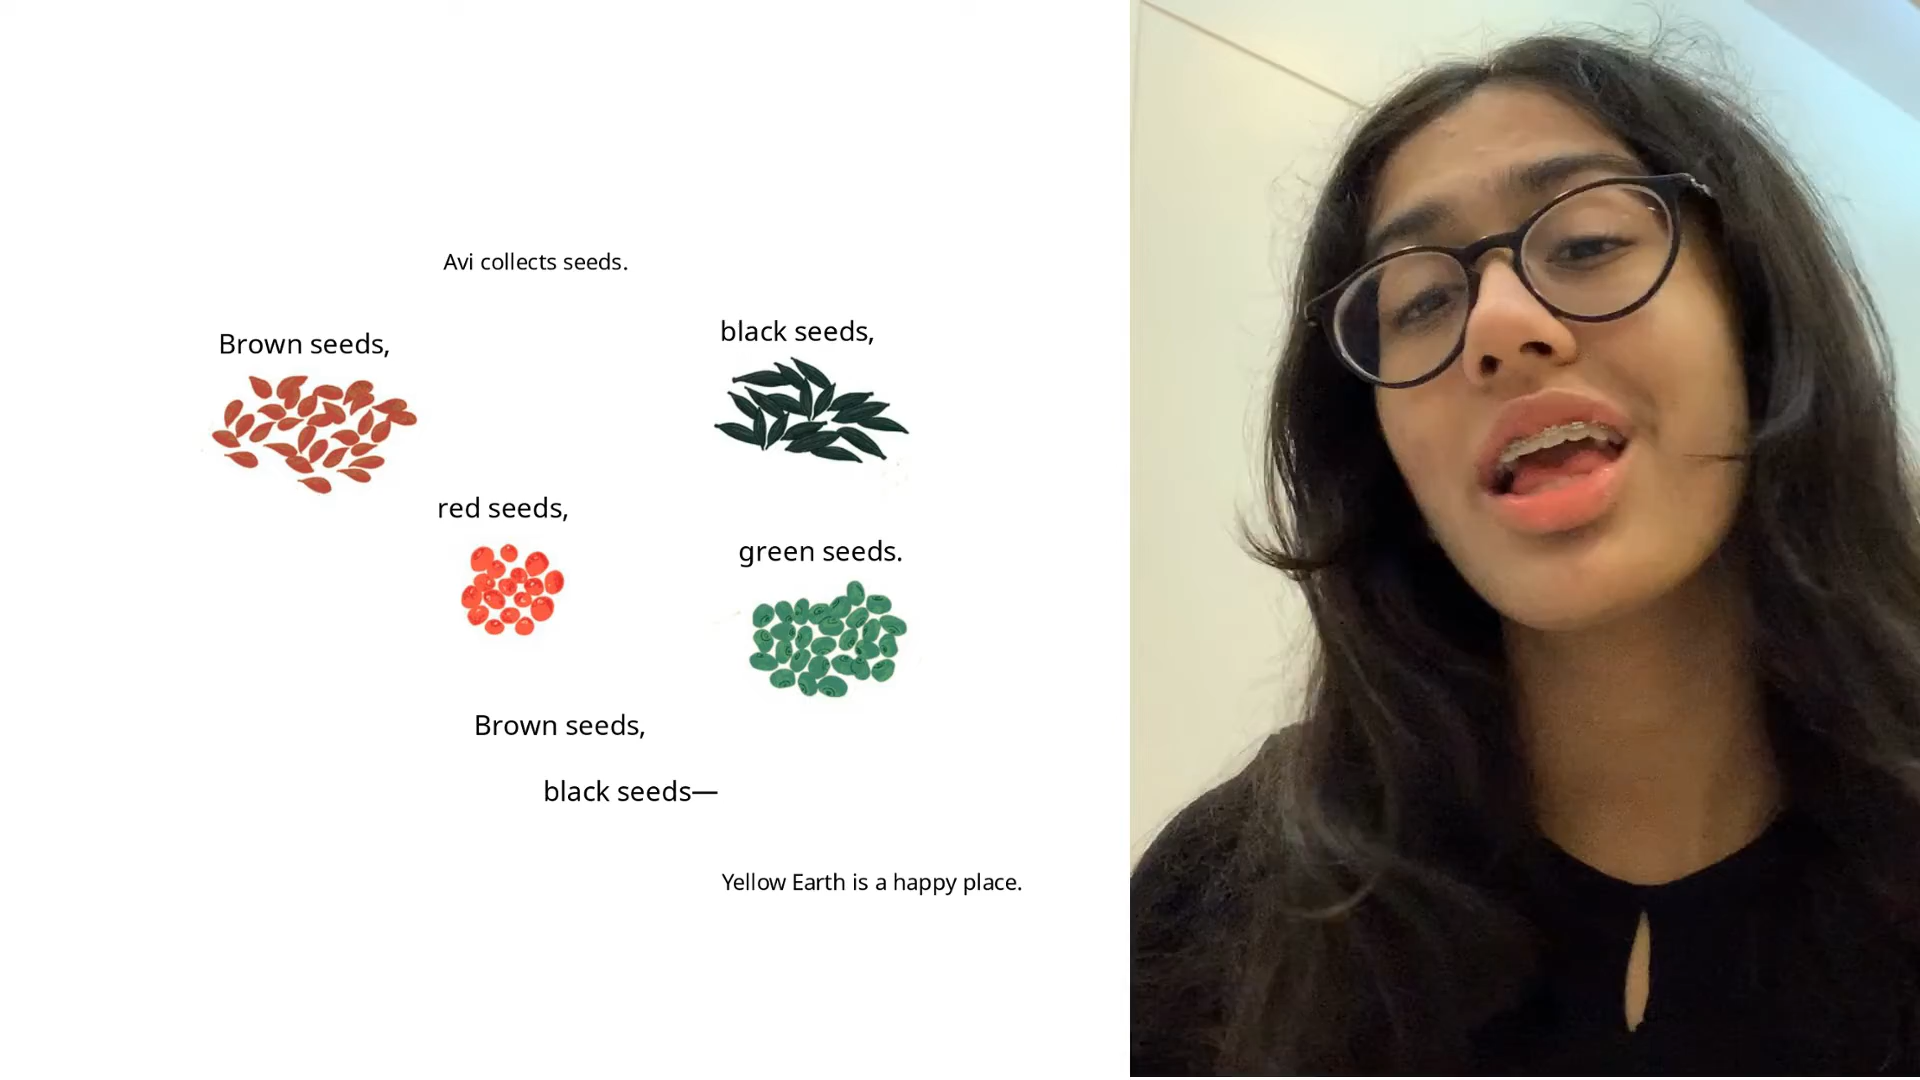 Avi collects seeds.
Brown seeds,
black seeds,
red seeds,
green seeds.
Brown seeds,
black seeds—
Yellow Earth is a happy place.